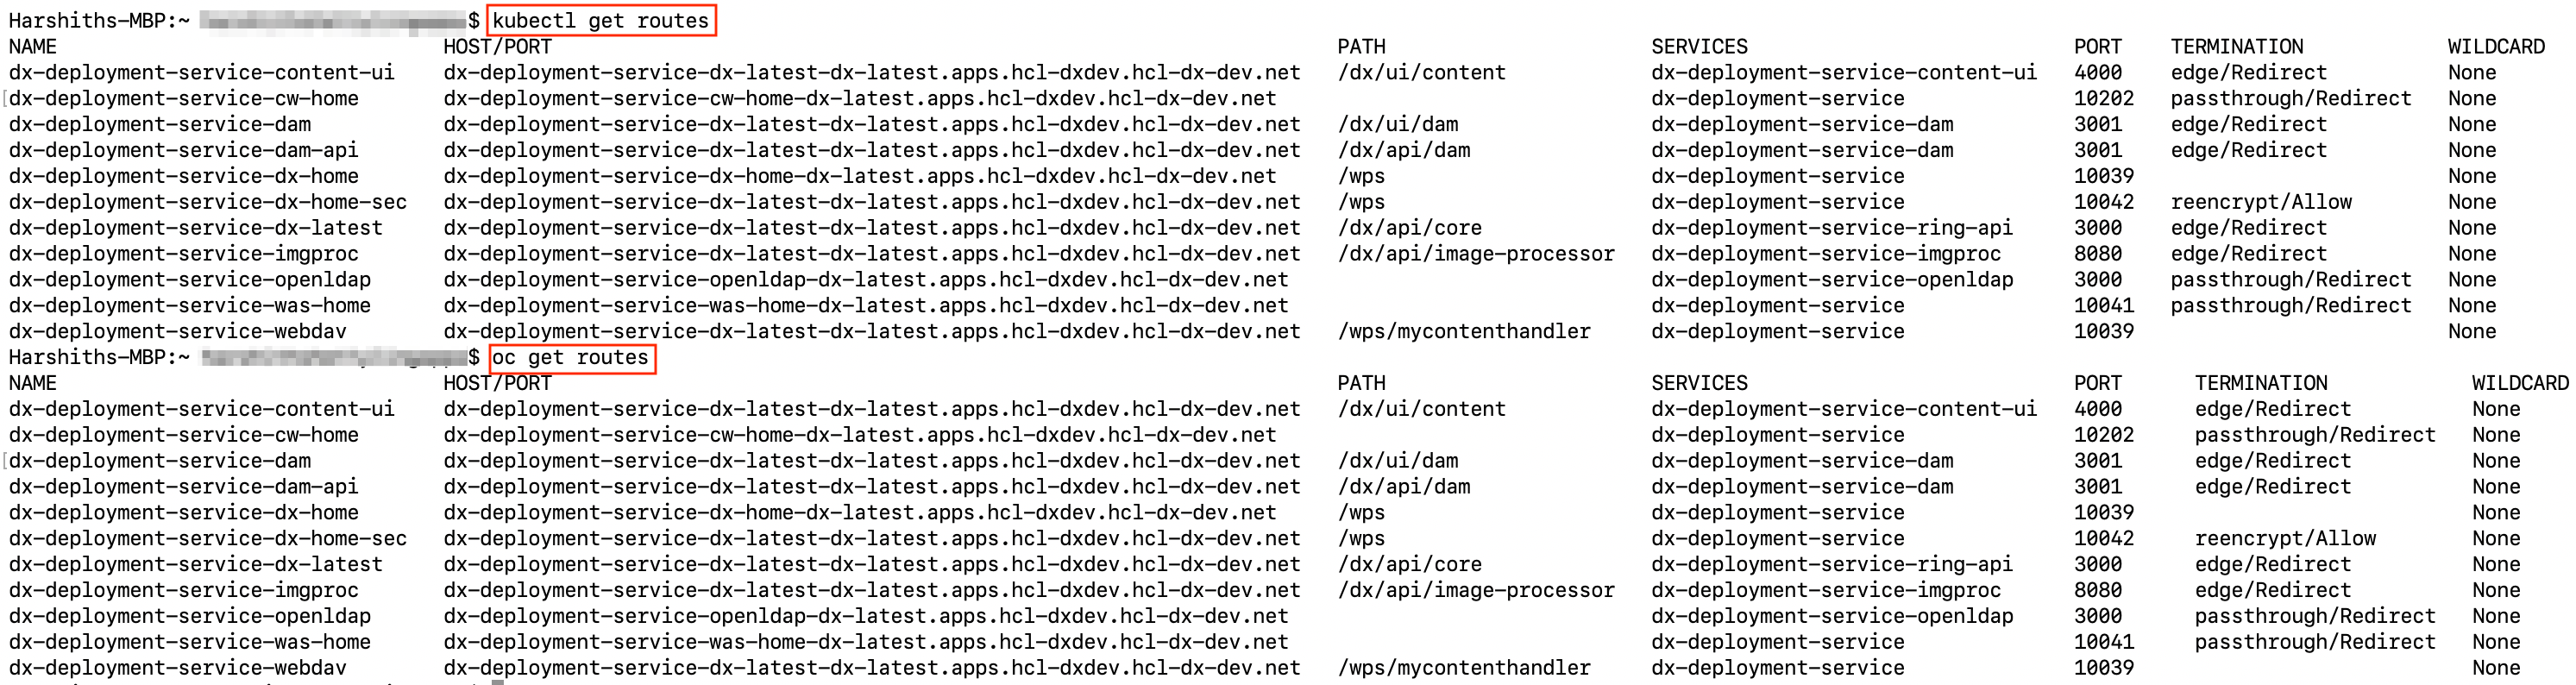 Harshiths-MBP:~ $ kubectl get routes
NAME HOST/PORT PATH SERVICES PORT TERMINATION WILDCARD
dx-deployment-service-content-ui dx-deployment-service-dx-latest-dx-latest.apps.hcl-dxdev.hcl-dx-dev.net /dx/ui/content dx-deployment-service-content-ui 4000 edge/Redirect None
[dx-deployment-service-cw-home dx-deployment-service-cw-home-dx-latest.apps.hcl-dxdev.hcl-dx-dev.net dx-deployment-service 10202 passthrough/Redirect None
dx-deployment-service-dam dx-deployment-service-dx-latest-dx-latest.apps.hcl-dxdev.hcl-dx-dev.net /dx/ui/dam dx-deployment-service-dam 3001 edge/Redirect None
dx-deployment-service-dam-api dx-deployment-service-dx-latest-dx-latest.apps.hcl-dxdev.hcl-dx-dev.net /dx/api/dam dx-deployment-service-dam 3001 edge/Redirect None
dx-deployment-service-dx-home dx-deployment-service-dx-home-dx-latest.apps.hcl-dxdev.hcl-dx-dev.net /wps dx-deployment-service 10039 None
dx-deployment-service-dx-home-sec dx-deployment-service-dx-latest-dx-latest.apps.hcl-dxdev.hcl-dx-dev.net /wps dx-deployment-service 10042 reencrypt/Allow None
dx-deployment-service-dx-latest dx-deployment-service-dx-latest-dx-latest.apps.hcl-dxdev.hcl-dx-dev.net /dx/api/core dx-deployment-service-ring-api 3000 edge/Redirect None
dx-deployment-service-imgproc dx-deployment-service-dx-latest-dx-latest.apps.hcl-dxdev.hcl-dx-dev.net /dx/api/image-processor dx-deployment-service-imgproc 8080 edge/Redirect None
dx-deployment-service-openldap dx-deployment-service-openldap-dx-latest.apps.hcl-dxdev.hcl-dx-dev.net dx-deployment-service-openldap 3000 passthrough/Redirect None
dx-deployment-service-was-home dx-deployment-service-was-home-dx-latest.apps.hcl-dxdev.hcl-dx-dev.net dx-deployment-service 10041 passthrough/Redirect None
dx-deployment-service-webdav dx-deployment-service-dx-latest-dx-latest.apps.hcl-dxdev.hcl-dx-dev.net /wps/mycontenthandler dx-deployment-service 10039 None
Harshiths-MBP:~ $ oc get routes
NAME HOST/PORT PATH SERVICES PORT TERMINATION WILDCARD
dx-deployment-service-content-ui dx-deployment-service-dx-latest-dx-latest.apps.hcl-dxdev.hcl-dx-dev.net /dx/ui/content dx-deployment-service-content-ui 4000 edge/Redirect None
dx-deployment-service-cw-home dx-deployment-service-cw-home-dx-latest.apps.hcl-dxdev.hcl-dx-dev.net dx-deployment-service 10202 passthrough/Redirect None
[dx-deployment-service-dam dx-deployment-service-dx-latest-dx-latest.apps.hcl-dxdev.hcl-dx-dev.net /dx/ui/dam dx-deployment-service-dam 3001 edge/Redirect None
dx-deployment-service-dam-api dx-deployment-service-dx-latest-dx-latest.apps.hcl-dxdev.hcl-dx-dev.net /dx/api/dam dx-deployment-service-dam 3001 edge/Redirect None
dx-deployment-service-dx-home dx-deployment-service-dx-home-dx-latest.apps.hcl-dxdev.hcl-dx-dev.net /wps dx-deployment-service 10039 None
dx-deployment-service-dx-home-sec dx-deployment-service-dx-latest-dx-latest.apps.hcl-dxdev.hcl-dx-dev.net /wps dx-deployment-service 10042 reencrypt/Allow None
dx-deployment-service-dx-latest dx-deployment-service-dx-latest-dx-latest.apps.hcl-dxdev.hcl-dx-dev.net /dx/api/core dx-deployment-service-ring-api 3000 edge/Redirect None
dx-deployment-service-imgproc dx-deployment-service-dx-latest-dx-latest.apps.hcl-dxdev.hcl-dx-dev.net /dx/api/image-processor dx-deployment-service-imgproc 8080 edge/Redirect None
dx-deployment-service-openldap dx-deployment-service-openldap-dx-latest.apps.hcl-dxdev.hcl-dx-dev.net dx-deployment-service-openldap 3000 passthrough/Redirect None
dx-deployment-service-was-home dx-deployment-service-was-home-dx-latest.apps.hcl-dxdev.hcl-dx-dev.net dx-deployment-service 10041 passthrough/Redirect None
dx-deployment-service-webdav dx-deployment-service-dx-latest-dx-latest.apps.hcl-dxdev.hcl-dx-dev.net /wps/mycontenthandler dx-deployment-service 10039 None